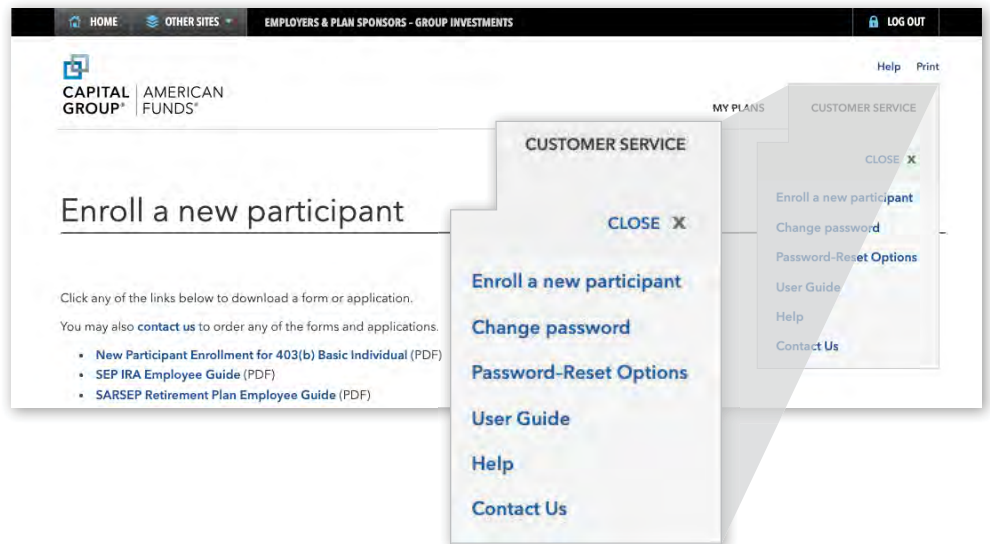 HOME
OTHER SITES
EMPLOYERS & PLAN SPONSORS – GROUP INVESTMENTS
LOG OUT
Help Print
CAPITAL GROUP® | AMERICAN FUNDS®
MY PLANS
CUSTOMER SERVICE
CLOSE X
Enroll a new participant
Change password
Password-Reset Options
User Guide
Help
Contact Us
Enroll a new participant
Click any of the links below to download a form or application.
You may also contact us to order any of the forms and applications.
▪ New Participant Enrollment for 403(b) Basic Individual (PDF)
▪ SEP IRA Employee Guide (PDF)
▪ SARSEP Retirement Plan Employee Guide (PDF)
CUSTOMER SERVICE
CLOSE X
Enroll a new participant
Change password
Password-Reset Options
User Guide
Help
Contact Us